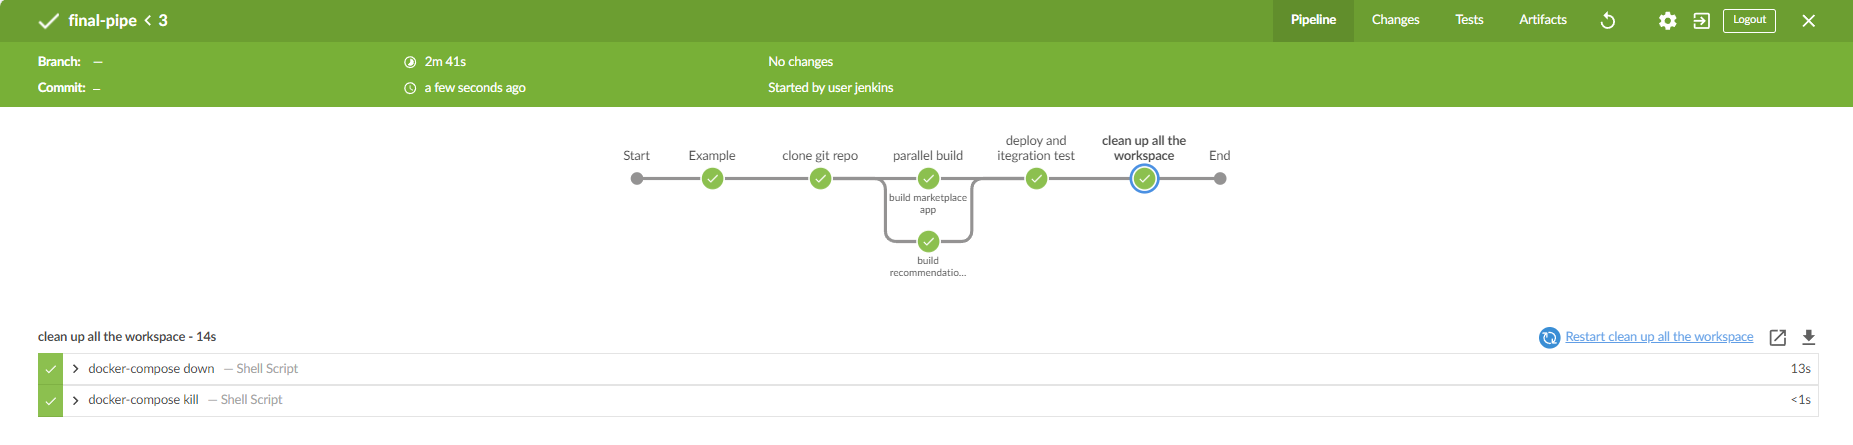 final-pipe < 3
Pipeline
Changes
Tests
Artifacts
Logout
Branch: —
2m 41s
No changes
Commit: —
a few seconds ago
Started by user jenkins
Start
Example
clone git repo
parallel build
deploy and
itegration test
clean up all the
workspace
End
build marketplace
app
build
recommendatio...
clean up all the workspace - 14s
Restart clean up all the workspace
docker-compose down — Shell Script
13s
docker-compose kill — Shell Script
<1s